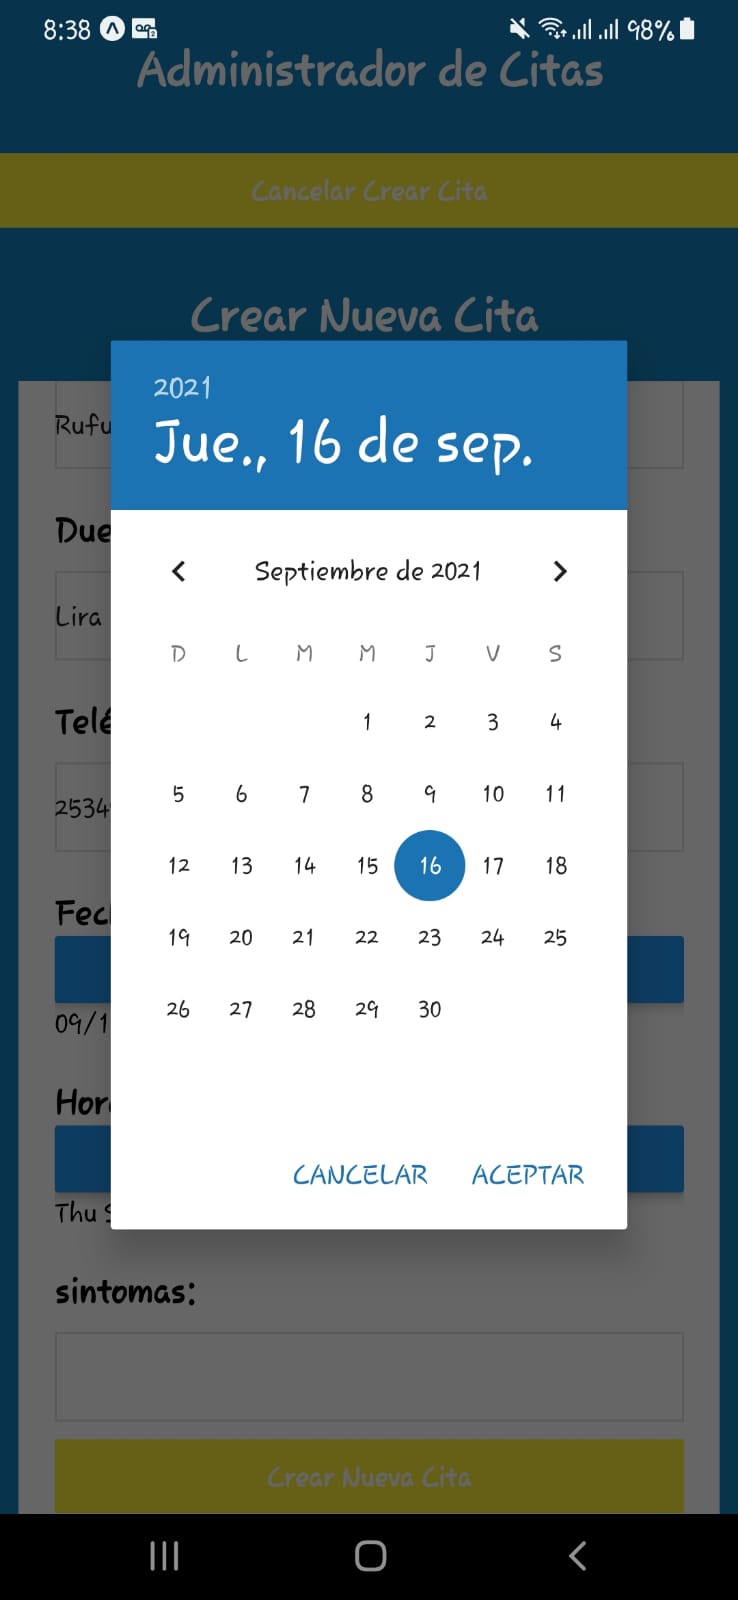 8:38 98%
Administrador de Citas
Cancelar Crear Cita
Crear Nueva Cita
2021
Jue., 16 de sep.
Rufu
Due
Septiembre de 2021
Lira
D L M M J V S
Telé
1 2 3 4
2534
5 6 7 8 9 10 11
12 13 14 15 16 17 18
Fec
19 20 21 22 23 24 25
26 27 28 29 30
09/1
Hor
CANCELAR ACEPTAR
Thu
sintomas:
Crear Nueva Cita